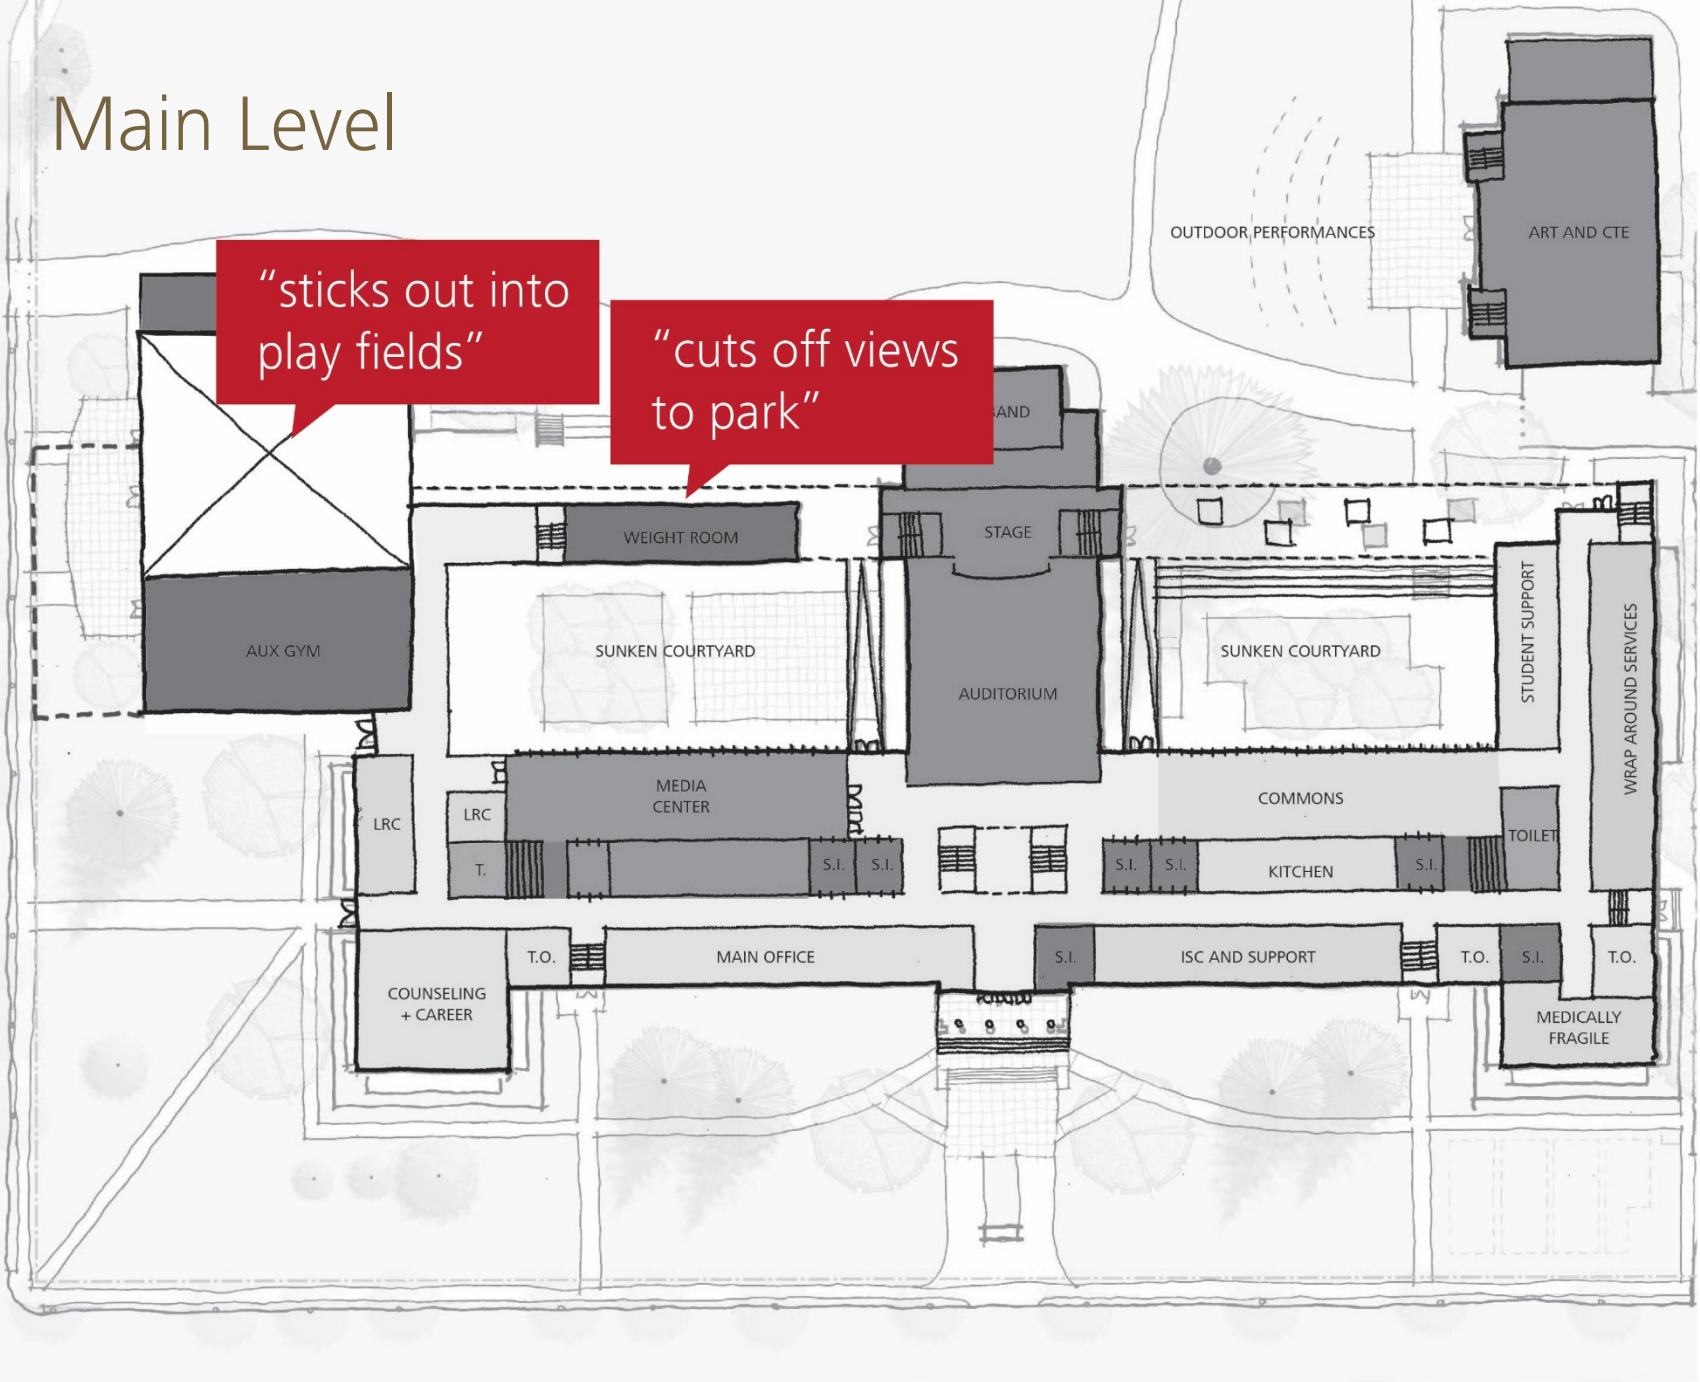 Main Level
“sticks out into
play fields”
“cuts off views
to park”
OUTDOOR PERFORMANCES
ART AND CTE
BAND
WEIGHT ROOM
STAGE
AUX GYM
SUNKEN COURTYARD
AUDITORIUM
SUNKEN COURTYARD
STUDENT SUPPORT
WRAP AROUND SERVICES
MEDIA
CENTER
COMMONS
LRC
LRC
TOILET
T.
S.I.
S.I.
S.I.
S.I.
KITCHEN
S.I.
T.O.
MAIN OFFICE
S.I.
ISC AND SUPPORT
T.O.
S.I.
T.O.
COUNSELING
+ CAREER
MEDICALLY
FRAGILE